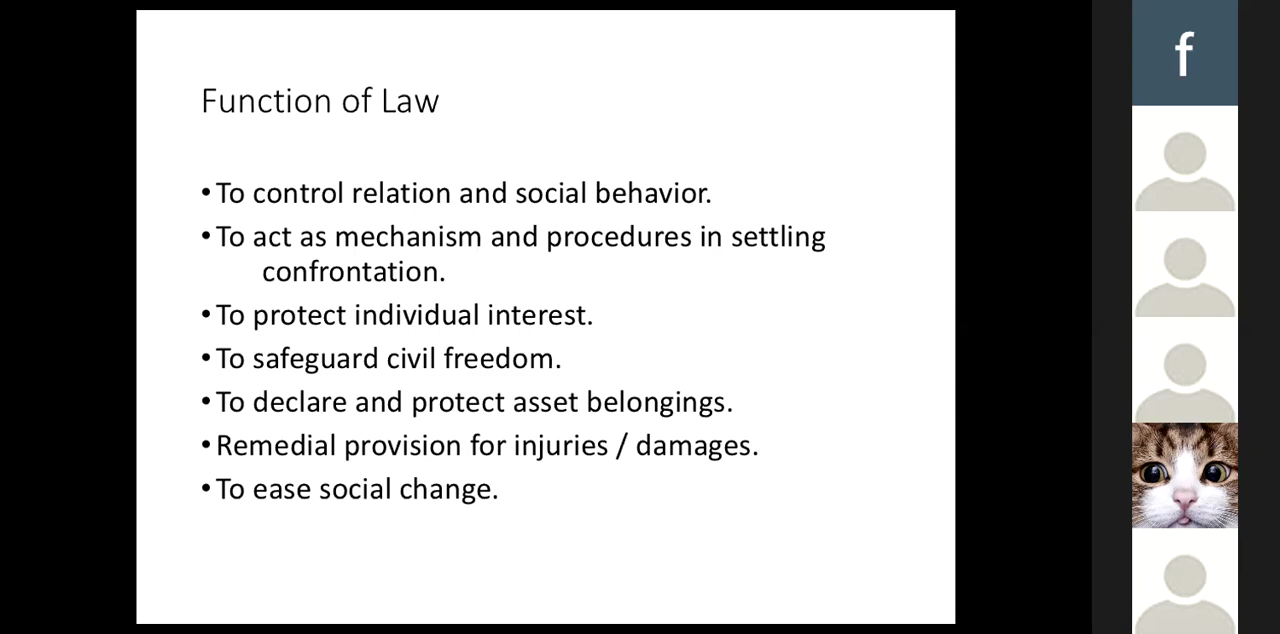 Function of Law
•To control relation and social behavior.
•To act as mechanism and procedures in settling
confrontation.
•To protect individual interest.
•To safeguard civil freedom.
•To declare and protect asset belongings.
•Remedial provision for injuries / damages.
•To ease social change.
f